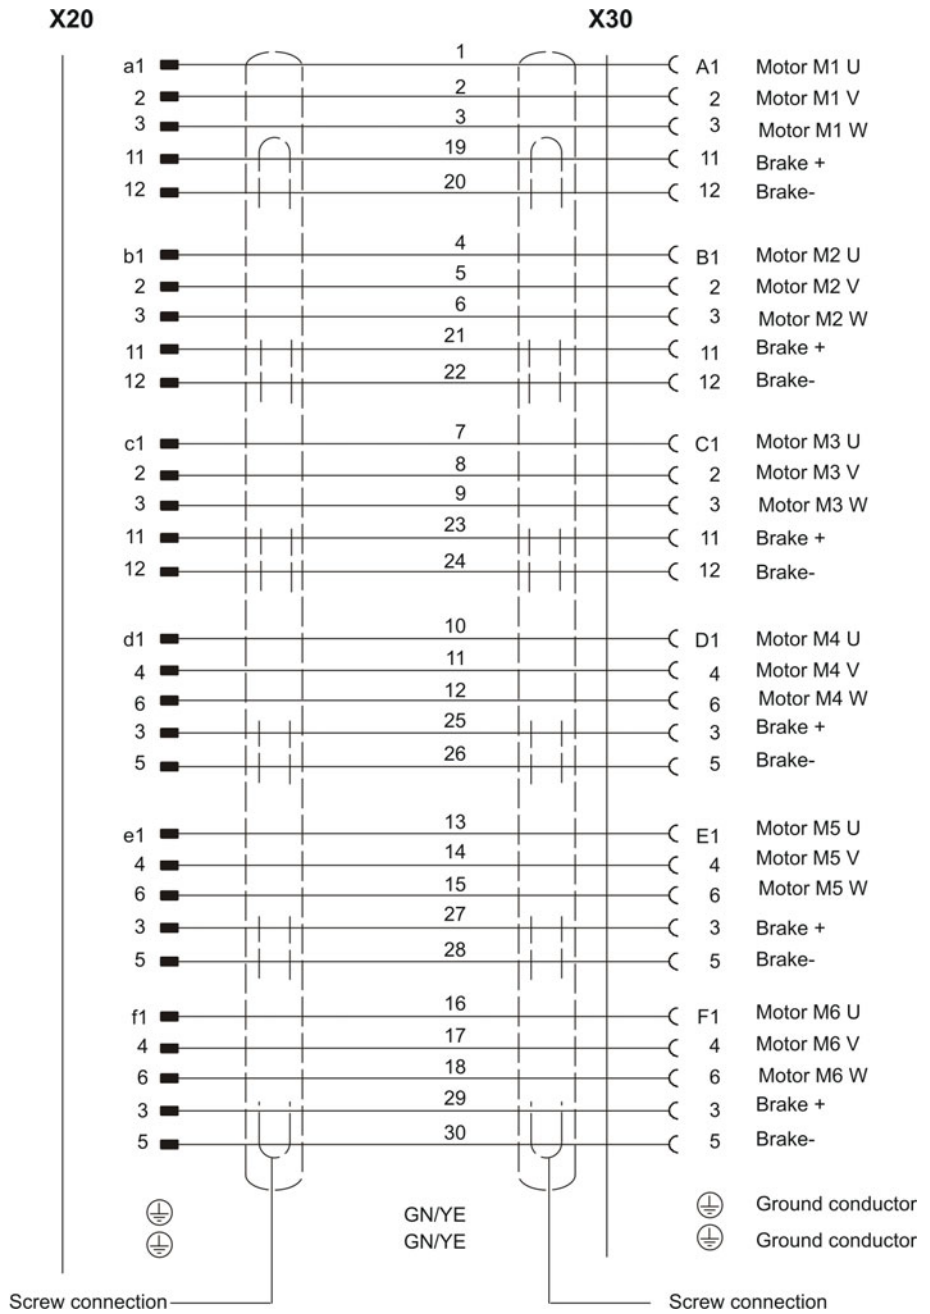 X20 X30
a1 1 A1 Motor M1 U
2 2 2 Motor M1 V
3 3 3 Motor M1 W
11 19 11 Brake +
12 20 12 Brake-
b1 4 B1 Motor M2 U
2 5 2 Motor M2 V
3 6 3 Motor M2 W
11 21 11 Brake +
12 22 12 Brake-
c1 7 C1 Motor M3 U
2 8 2 Motor M3 V
3 9 3 Motor M3 W
11 23 11 Brake +
12 24 12 Brake-
d1 10 D1 Motor M4 U
4 11 4 Motor M4 V
6 12 6 Motor M4 W
3 25 3 Brake +
5 26 5 Brake-
e1 13 E1 Motor M5 U
4 14 4 Motor M5 V
6 15 6 Motor M5 W
3 27 3 Brake +
5 28 5 Brake-
f1 16 F1 Motor M6 U
4 17 4 Motor M6 V
6 18 6 Motor M6 W
3 29 3 Brake +
5 30 5 Brake-
GN/YE Ground conductor
GN/YE Ground conductor
Screw connection Screw connection